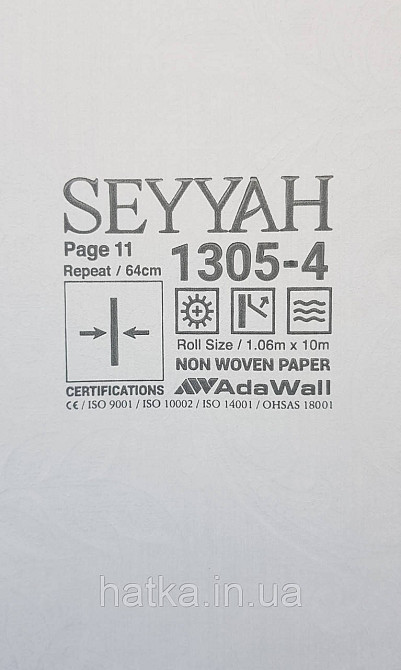 SEYYAH
Page 11
Repeat / 64cm
1305-4
Roll Size / 1.06m x 10m
NON WOVEN PAPER
CERTIFICATIONS
AdaWall
CE / ISO 9001 / ISO 10002 / ISO 14001 / OHSAS 18001
hatka.in.ua